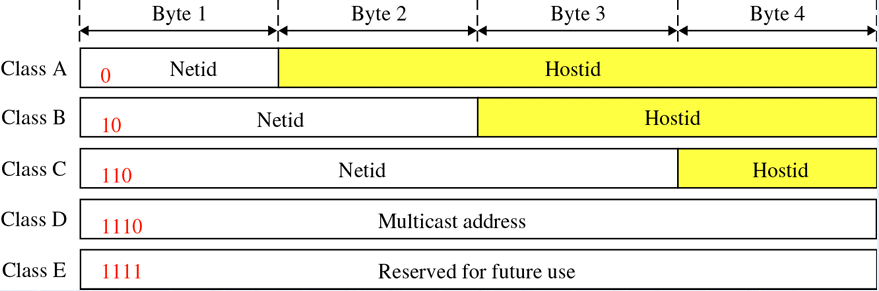 Byte 1 Byte 2 Byte 3 Byte 4
Class A 0 Netid Hostid
Class B 10 Netid Hostid
Class C 110 Netid Hostid
Class D 1110 Multicast address
Class E 1111 Reserved for future use